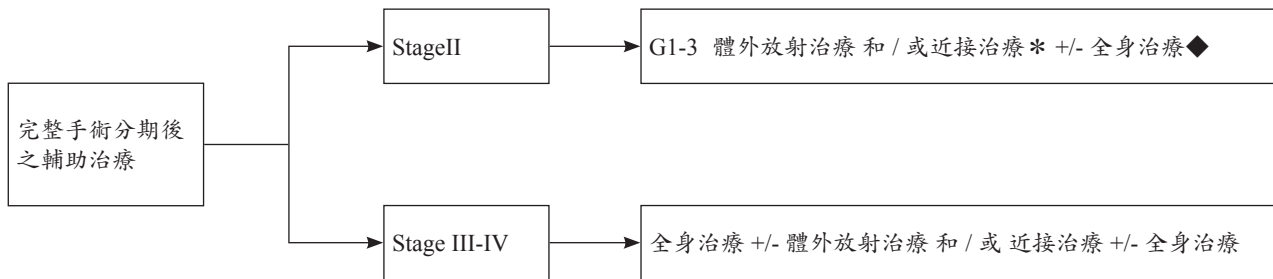 StageII
G1-3 體外放射治療 和 / 或近接治療＊ +/- 全身治療◆
完整手術分期後
之輔助治療
Stage III-IV
全身治療 +/- 體外放射治療 和 / 或 近接治療 +/- 全身治療